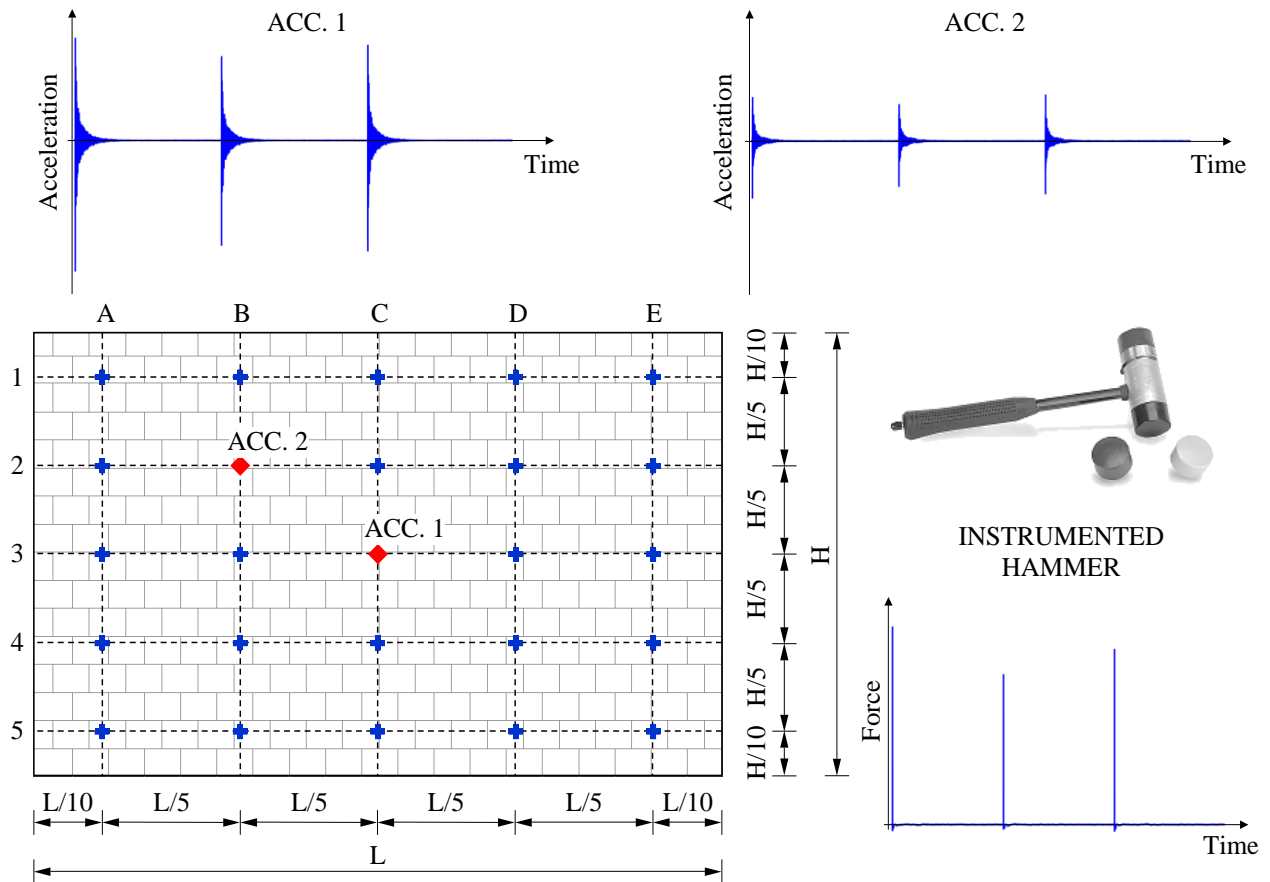 ACC. 1
Acceleration
Time
ACC. 2
Acceleration
Time
A B C D E
1
2
3
4
5
ACC. 2
ACC. 1
H/10
H/5
H/5
H/5
H/5
H/10
H
L/10 L/5 L/5 L/5 L/5 L/10
L
INSTRUMENTED
HAMMER
Force
Time